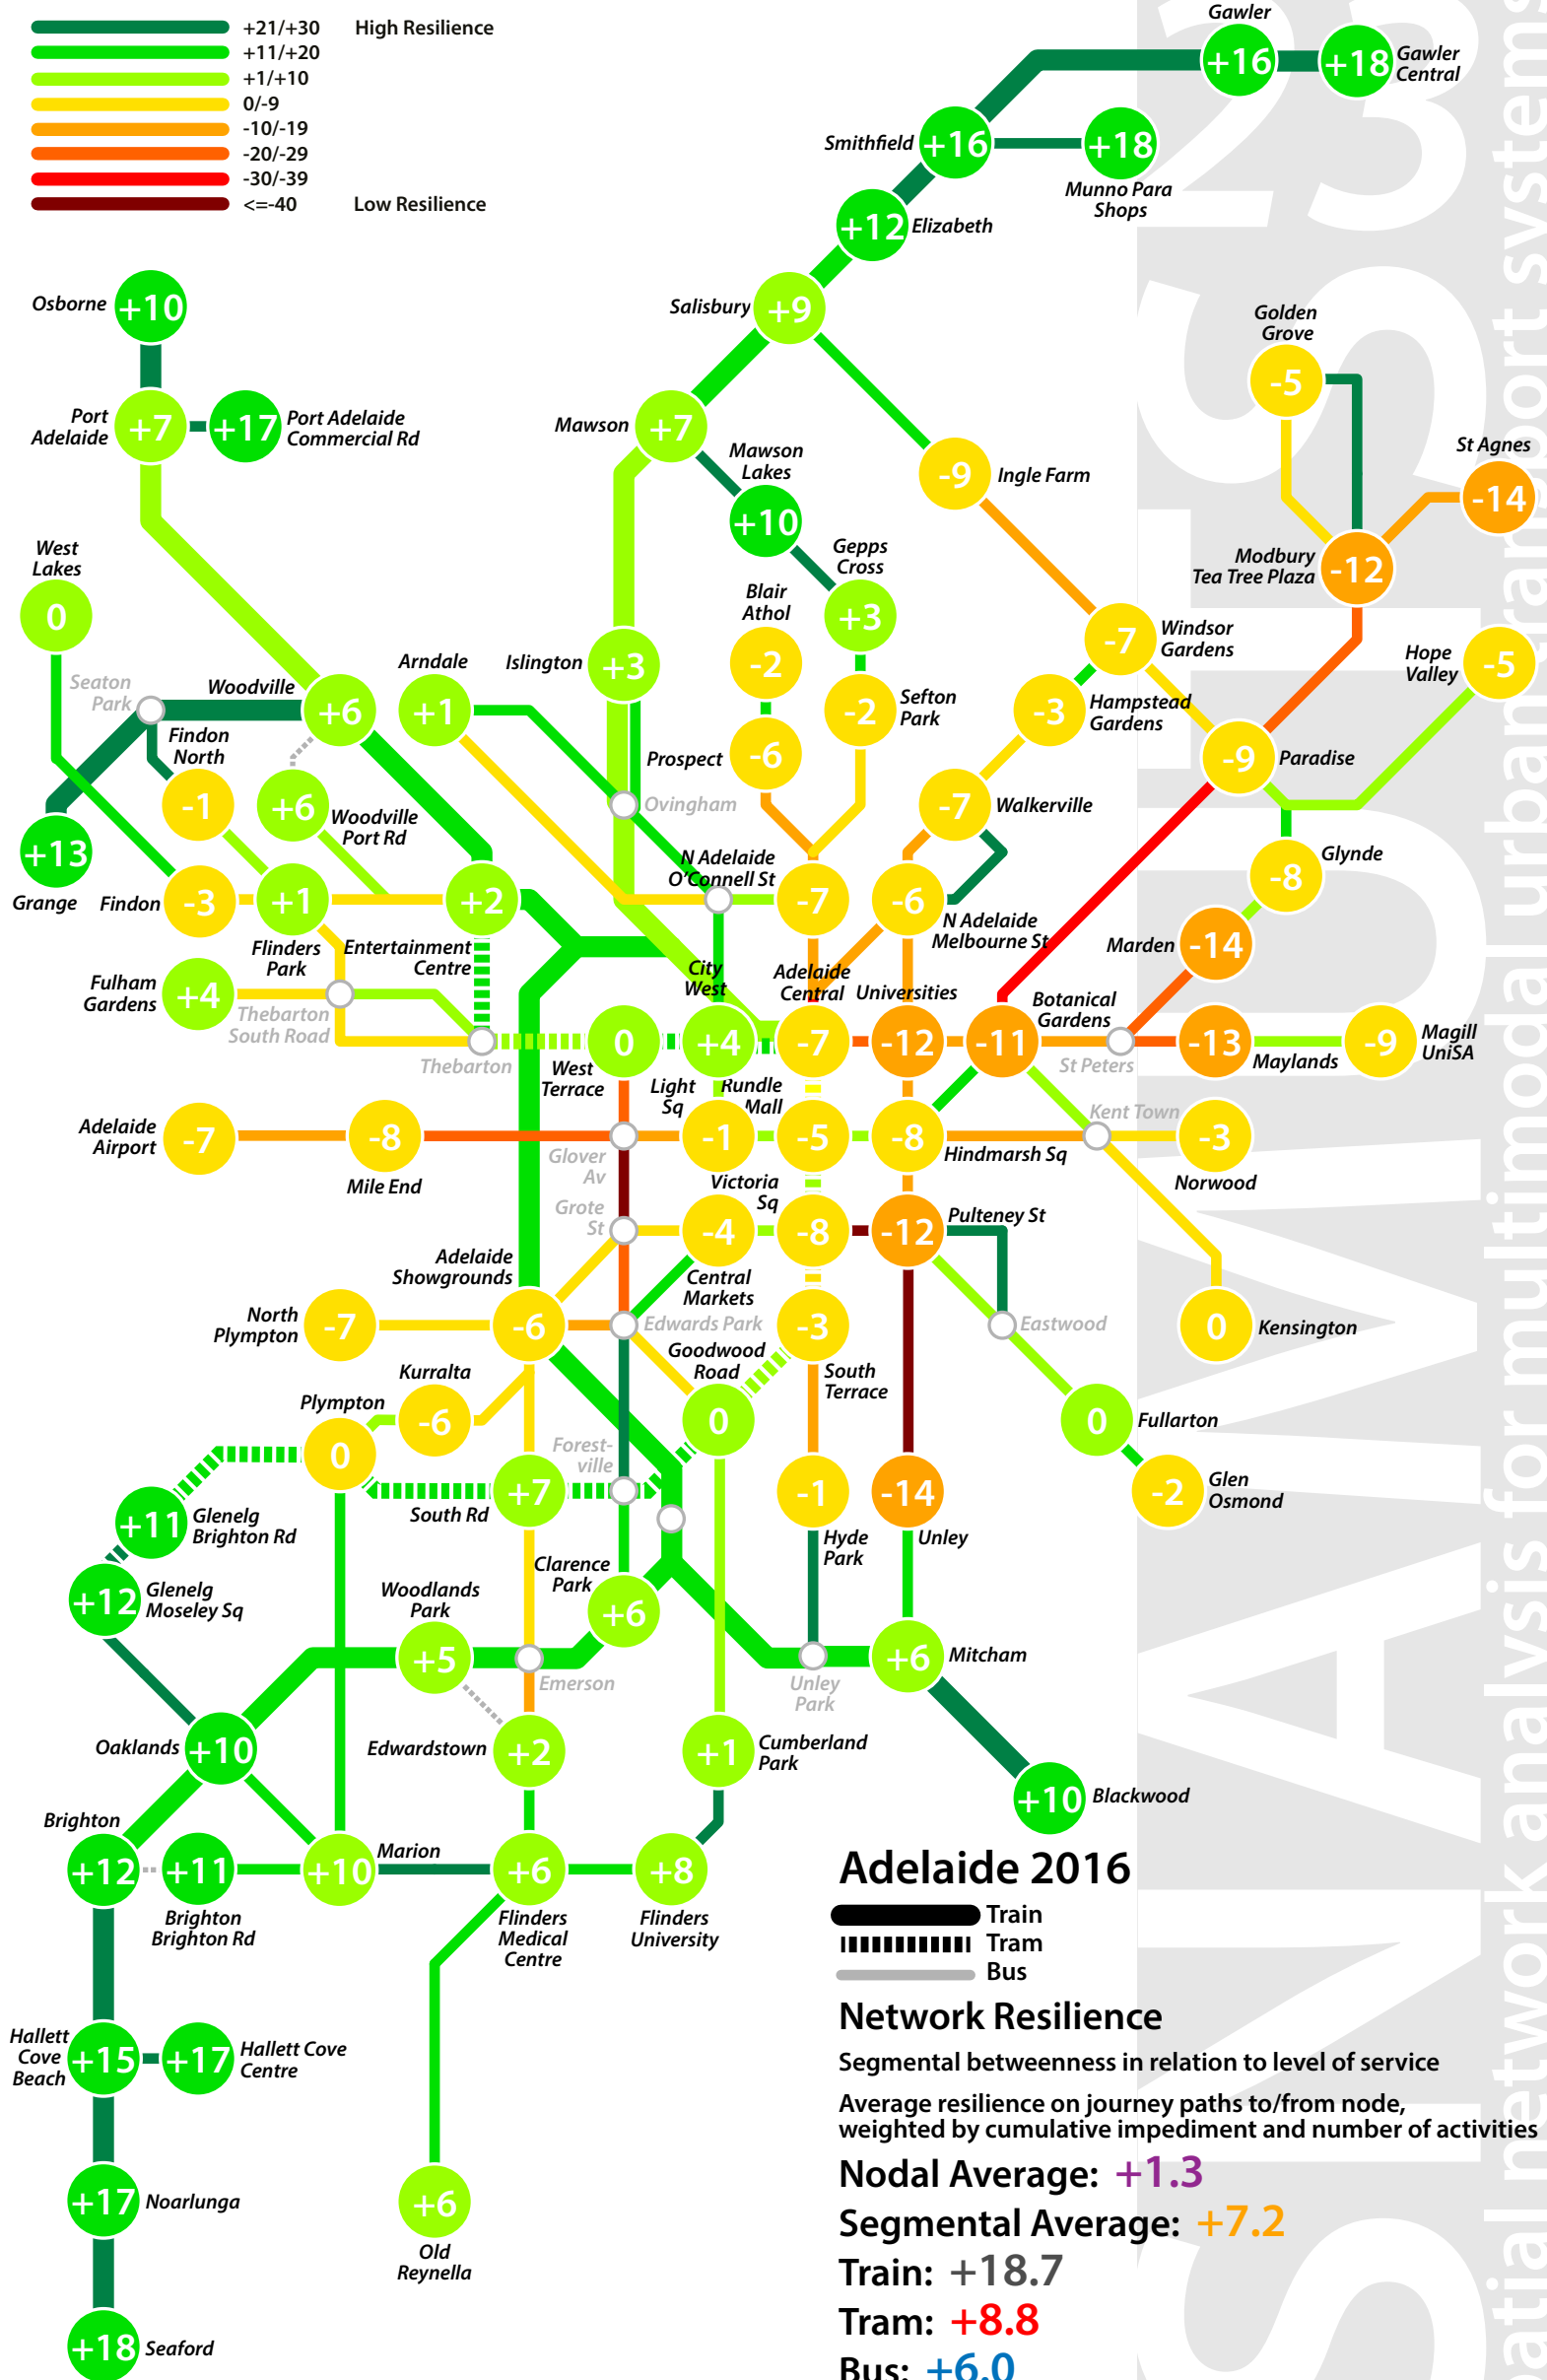 +21/+30 High Resilience
+11/+20
+1/+10
0/-9
-10/-19
-20/-29
-30/-39
<=-40 Low Resilience
Gawler
+16
+18
Gawler
Central
Smithfield
+16
+18
Munno Para
Shops
+12
Elizabeth
Salisbury
+9
Osborne
+10
Golden
Grove
-5
Port
Adelaide
+7
+17
Port Adelaide
Commercial Rd
Mawson
+7
Mawson
Lakes
+10
-9
Ingle Farm
St Agnes
-14
Modbury
Tea Tree Plaza
-12
West
Lakes
0
Gepps
Cross
+3
Blair
Athol
-2
-7
Windsor
Gardens
Hope
Valley
-5
Seaton
Park
Woodville
+6
Arndale
+1
Islington
+3
-2
Sefton
Park
-3
Hampstead
Gardens
Findon
North
-1
+6
Woodville
Port Rd
Prospect
-6
Ovingham
-7
Walkerville
-9
Paradise
+13
Grange
Findon
-3
+1
Flinders
Park
+2
Entertainment
Centre
N Adelaide
O'Connell St
-7
-6
N Adelaide
Melbourne St
Glynde
-8
Marden
-14
Fulham
Gardens
+4
Thebarton
South Road
Thebarton
City
West
Adelaide
Central
Universities
Botanical
Gardens
West
Terrace
0
+4
-7
-12
-11
St Peters
-13
Maylands
-9
Magill
UniSA
Light
Sq
Rundle
Mall
Kent Town
Adelaide
Airport
-7
-8
Mile End
Glover
Av
-1
-5
-8
Hindmarsh Sq
-3
Norwood
Grote
St
Victoria
Sq
-4
-8
-12
Pulteney St
Central
Markets
Adelaide
Showgrounds
North
Plympton
-7
-6
Edwards Park
-3
South
Terrace
Eastwood
0
Kensington
Kurralta
-6
Goodwood
Road
0
0
Fullarton
Plympton
0
Forest-
ville
+7
South Rd
-1
Hyde
Park
-14
Unley
-2
Glen
Osmond
+11
Glenelg
Brighton Rd
+12
Glenelg
Moseley Sq
Woodlands
Park
+5
Clarence
Park
+6
Emerson
Unley
Park
+6
Mitcham
Oaklands
+10
Edwardstown
+2
+1
Cumberland
Park
+10
Blackwood
Brighton
+12
+11
Brighton
Brighton Rd
+10
Marion
+6
Flinders
Medical
Centre
+8
Flinders
University
Hallett
Cove
Beach
+15
+17
Hallett Cove
Centre
+17
Noarlunga
+6
Old
Reynella
+18
Seaford
Adelaide 2016
Train
Tram
Bus
Network Resilience
Segmental betweenness in relation to level of service
Average resilience on journey paths to/from node,
weighted by cumulative impediment and number of activities
Nodal Average: +1.3
Segmental Average: +7.2
Train: +18.7
Tram: +8.8
Bus: +6.0
SNAMUTS 23
spatial network analysis for multimodal urban transport systems